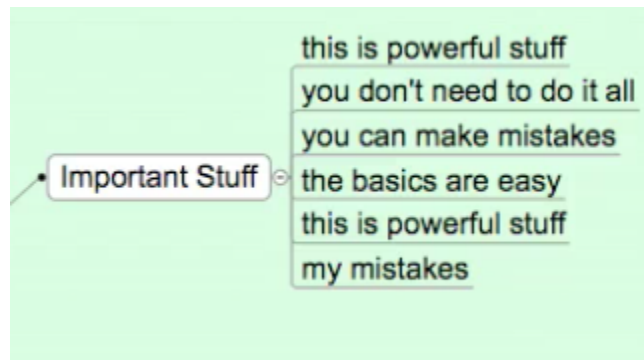 Important Stuff
this is powerful stuff
you don't need to do it all
you can make mistakes
the basics are easy
this is powerful stuff
my mistakes